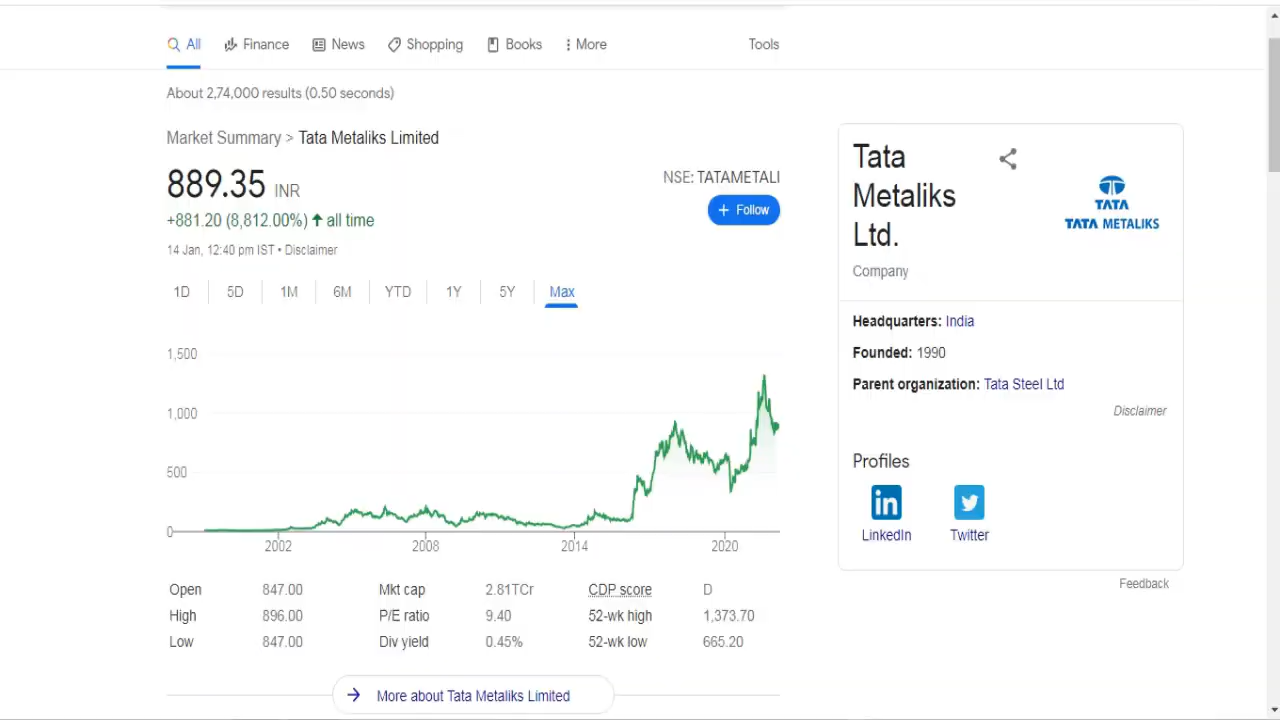 All Finance News Shopping Books More Tools
About 2,74,000 results (0.50 seconds)
Market Summary > Tata Metaliks Limited
889.35 INR
+881.20 (8,812.00%) ↑ all time
14 Jan, 12:40 pm IST • Disclaimer
NSE: TATAMETALI
+ Follow
1D 5D 1M 6M YTD 1Y 5Y Max
1,500
1,000
500
0
2002 2008 2014 2020
Open 847.00 Mkt cap 2.81TCr CDP score D
High 896.00 P/E ratio 9.40 52-wk high 1,373.70
Low 847.00 Div yield 0.45% 52-wk low 665.20
→ More about Tata Metaliks Limited
Tata
Metaliks
Ltd.
Company
TATA
TATA METALIKS
Headquarters: India
Founded: 1990
Parent organization: Tata Steel Ltd
Disclaimer
Profiles
in
LinkedIn Twitter
Feedback